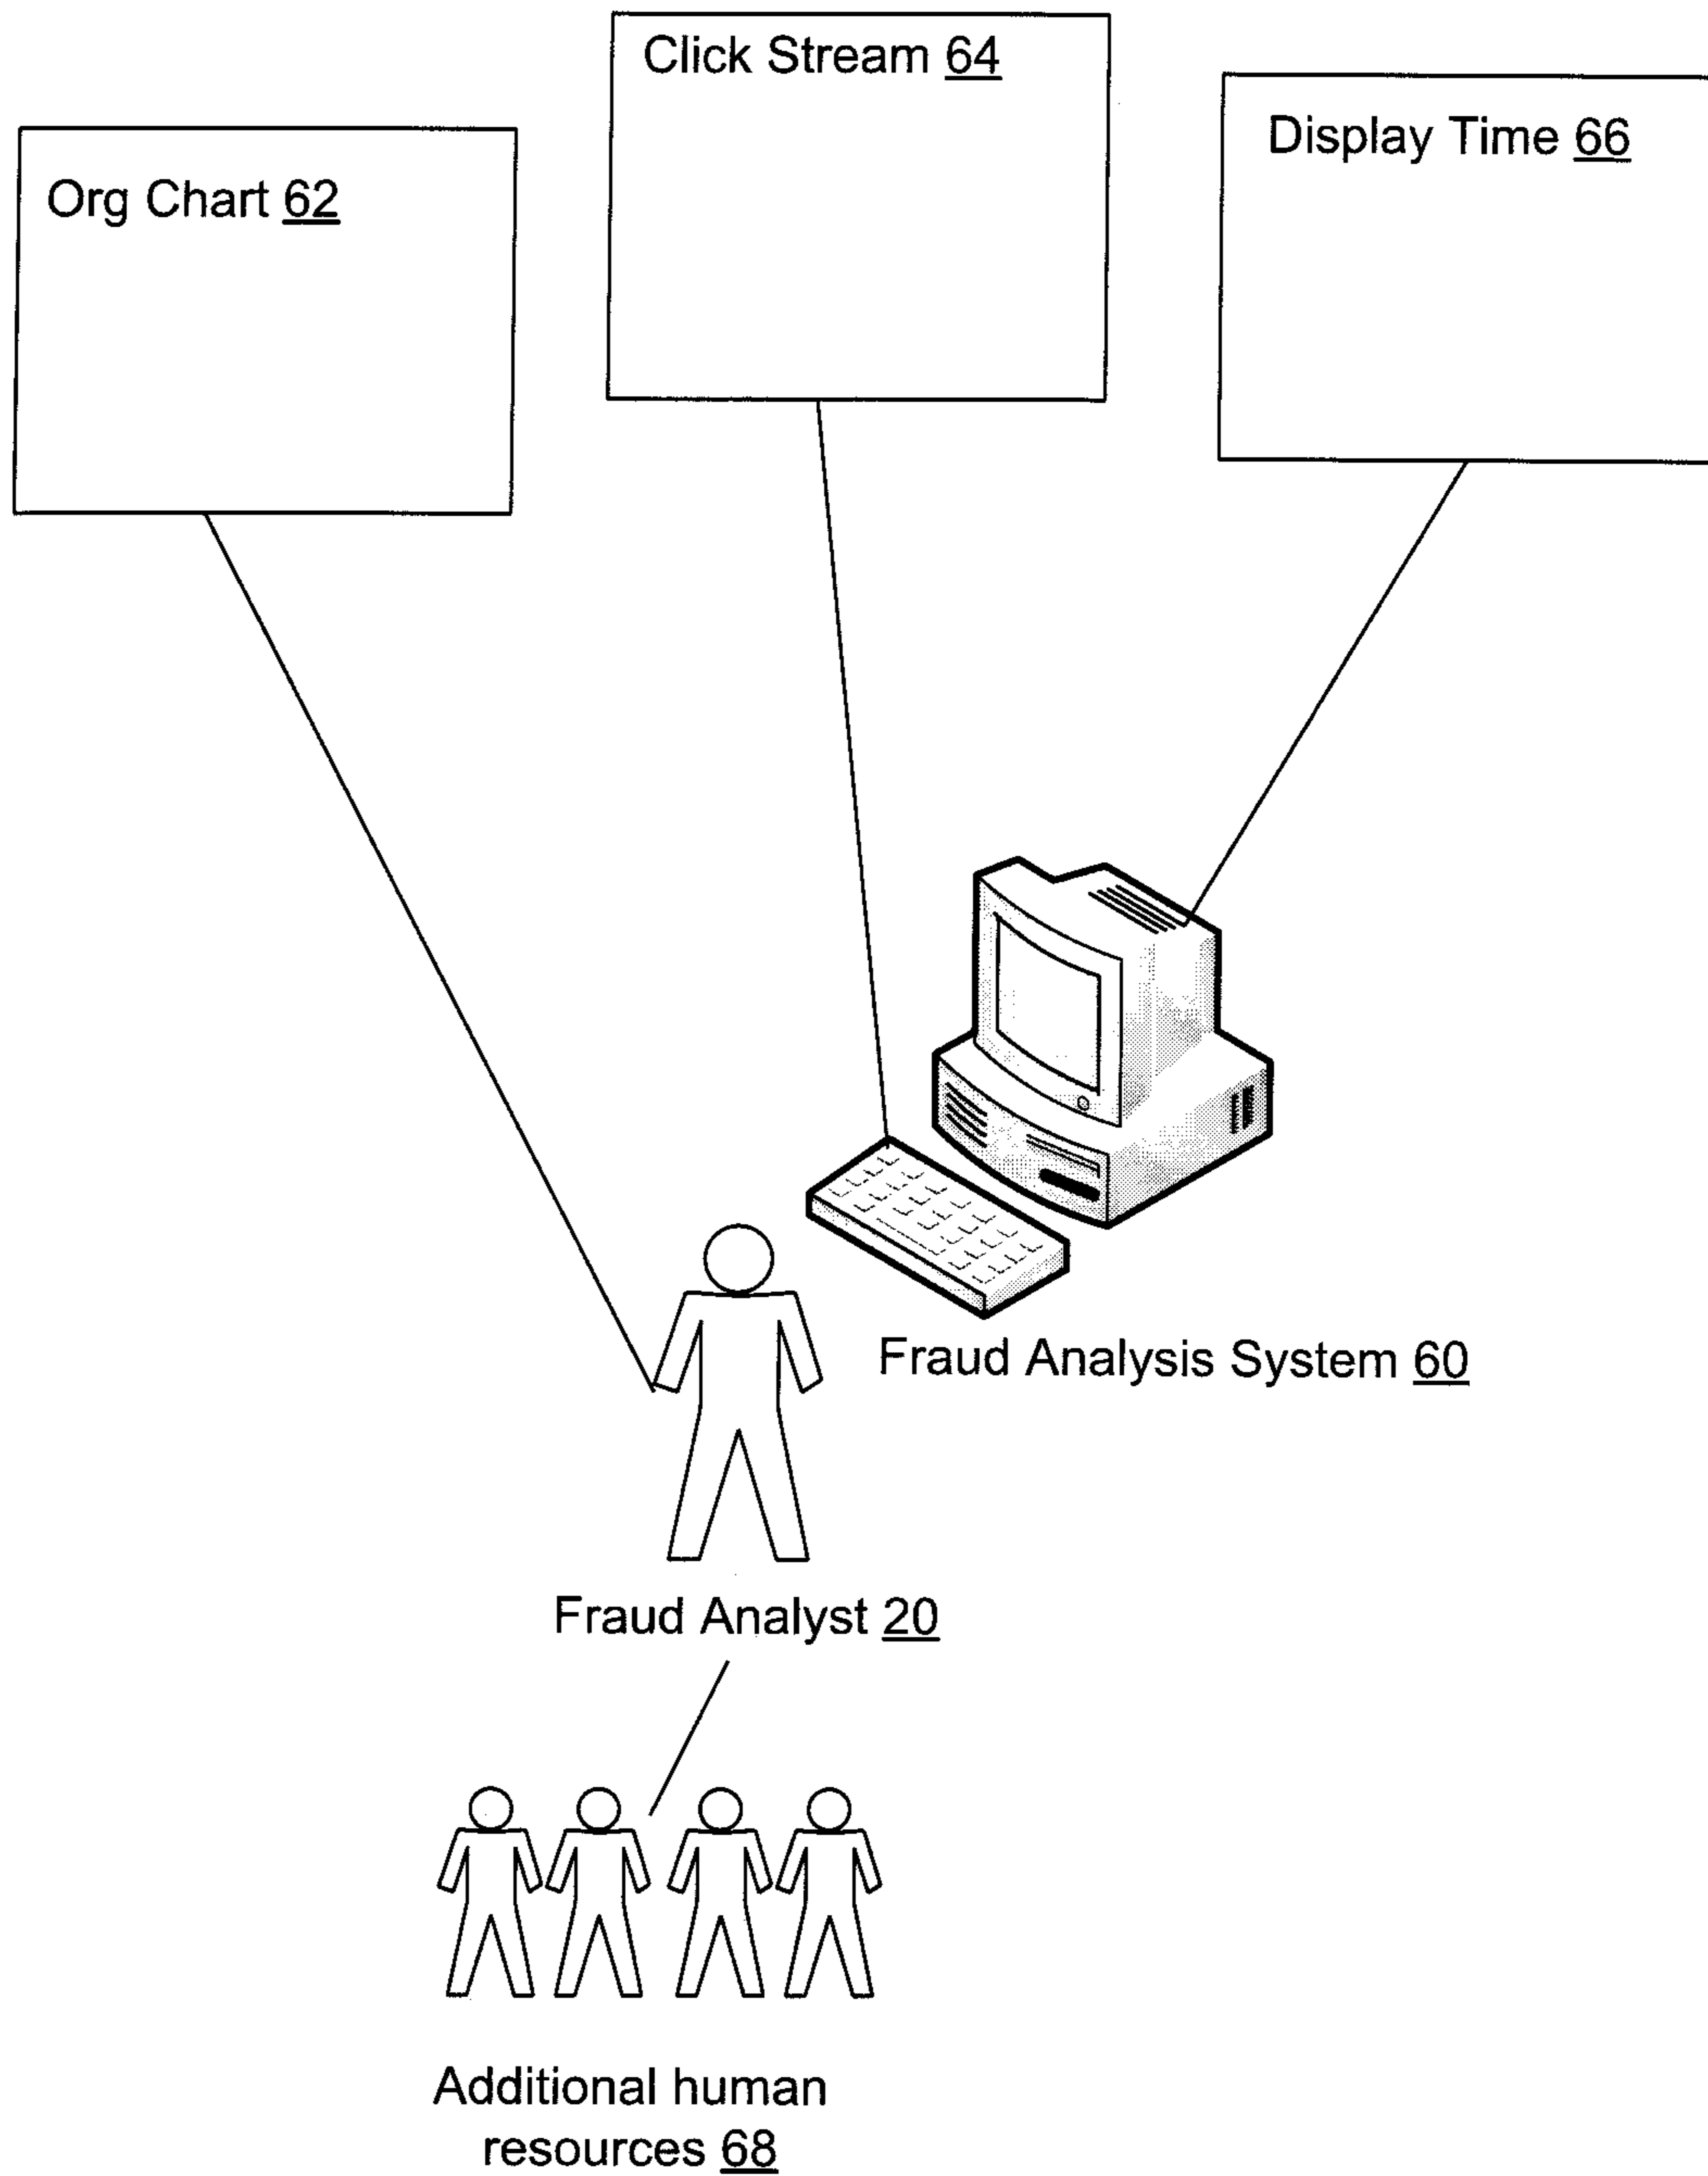 Click Stream 64
Display Time 66
Org Chart 62
Fraud Analysis System 60
Fraud Analyst 20
Additional human
resources 68